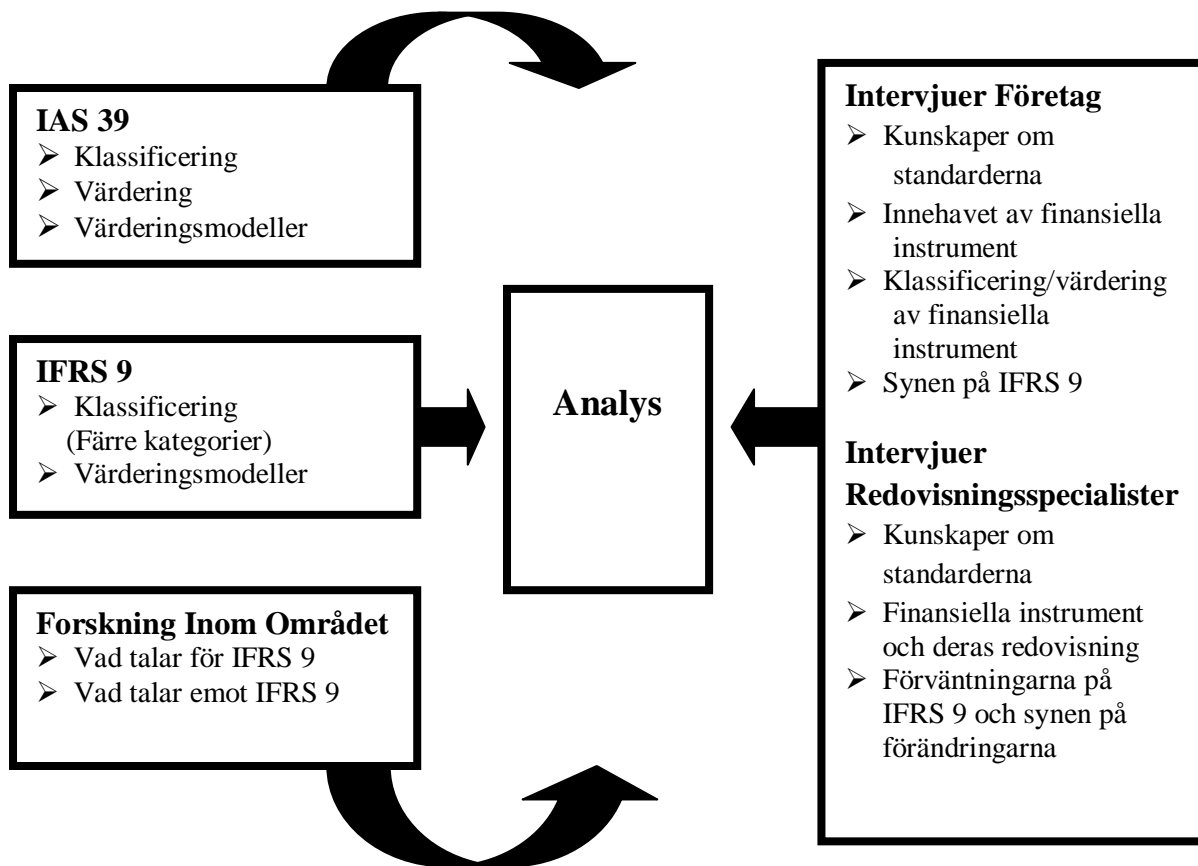 IAS 39
➢ Klassificering
➢ Värdering
➢ Värderingsmodeller
IFRS 9
➢ Klassificering
(Färre kategorier)
➢ Värderingsmodeller
Forskning Inom Området
➢ Vad talar för IFRS 9
➢ Vad talar emot IFRS 9
Analys
Intervjuer Företag
➢ Kunskaper om
standarderna
➢ Innehavet av finansiella
instrument
➢ Klassificering/värdering
av finansiella
instrument
➢ Synen på IFRS 9
Intervjuer
Redovisningsspecialister
➢ Kunskaper om
standarderna
➢ Finansiella instrument
och deras redovisning
➢ Förväntningarna på
IFRS 9 och synen på
förändringarna